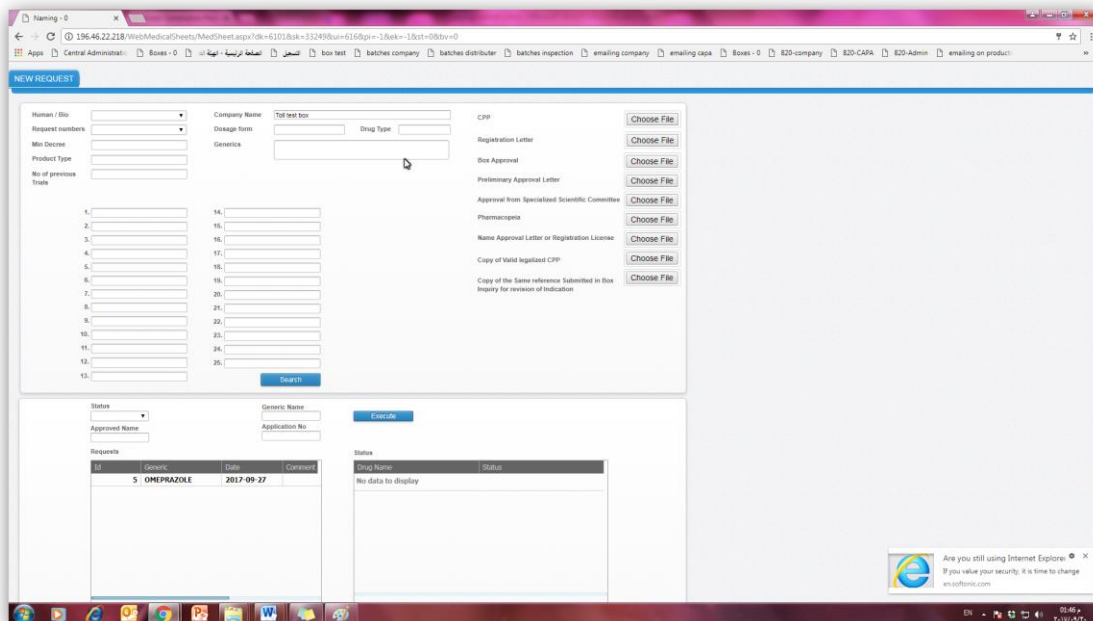 Naming - 0
196.46.22.218/WebMedicalSheets/MedSheet.aspx?dk=6101&sk=33249&ui=616&pi=-1&ek=-1&st=0&bv=0
Apps Central Administratic Boxes - 0 الصفحة الرئيسية - الهيئة التسجيل box test batches company batches distributer batches inspection emailing company emailing capa Boxes - 0 820-company 820-CAPA 820-Admin emailing on product
NEW REQUEST
Human / Bio Company Name Toll test box CPP Choose File
Request numbers Dosage form Drug Type Registration Letter Choose File
Min Decree Generics
Product Type Box Approval Choose File
No of previous Trials Preliminary Approval Letter Choose File
Approval from Specialized Scientific Committee Choose File
Pharmacopeia Choose File
Name Approval Letter or Registration License Choose File
Copy of Valid legalized CPP Choose File
Copy of the Same reference Submitted in Box Choose File
Inquiry for revision of Indication
1. 14.
2. 15.
3. 16.
4. 17.
5. 18.
6. 19.
7. 20.
8. 21.
9. 22.
10. 23.
11. 24.
12. 25.
13. Search
Status Generic Name Execute
Approved Name Application No
Requests Status
Id Generic Date Comment Drug Name Status
5 OMEPRAZOLE 2017-09-27 No data to display
Are you still using Internet Explorer
If you value your security, it is time to change
en.softonic.com
EN 01:46 م
٢٠١٧/٠٩/٢٠